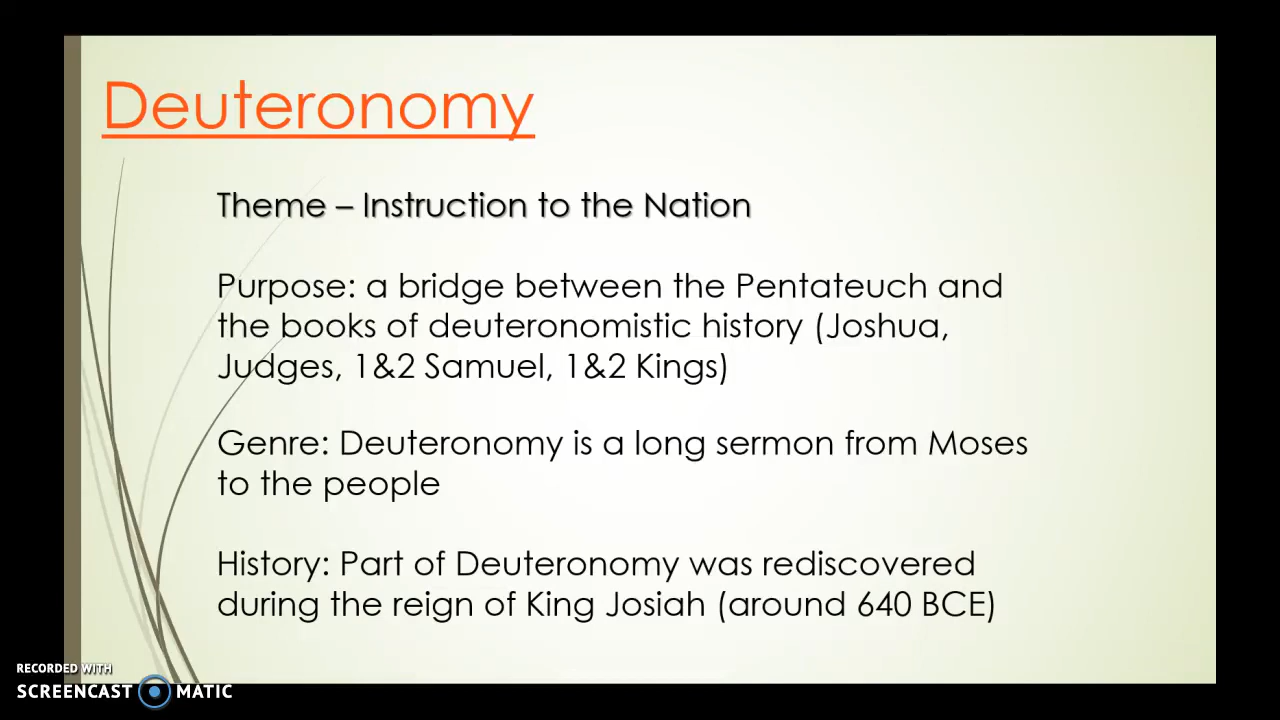 Deuteronomy
Theme – Instruction to the Nation
Purpose: a bridge between the Pentateuch and
the books of deuteronomistic history (Joshua,
Judges, 1&2 Samuel, 1&2 Kings)
Genre: Deuteronomy is a long sermon from Moses
to the people
History: Part of Deuteronomy was rediscovered
during the reign of King Josiah (around 640 BCE)
RECORDED WITH
SCREENCAST MATIC